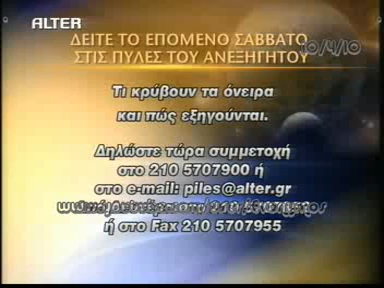 ALTER
ΔΕΙΤΕ ΤΟ ΕΠΟΜΕΝΟ ΣΑΒΒΑΤΟ
10/4/10
ΣΤΙΣ ΠΥΛΕΣ ΤΟΥ ΑΝΕΞΗΓΗΤΟΥ
Τι κρύβουν τα όνειρα
και πώς εξηγούνται.
Δηλώστε τώρα συμμετοχή
στο 210 5707900 ή
στο e-mail: piles@alter.gr
ή στο Fax 210 5707955